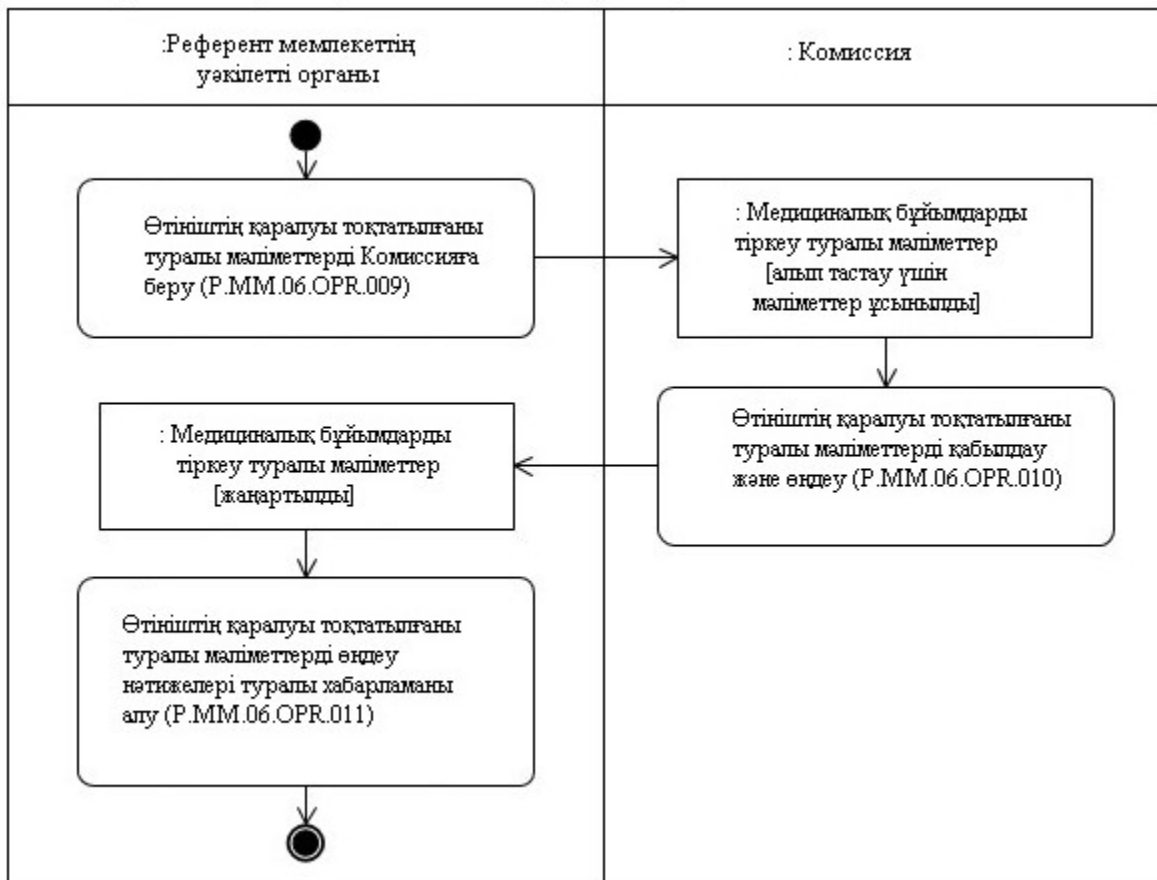 :Референт мемлекеттің
уәкілетті органы
: Комиссия
Өтініштің қаралуы тоқтатылғаны
туралы мәліметтерді Комиссияға
беру (P.MM.06.OPR.009)
: Медициналық бұйымдарды
тіркеу туралы мәліметтер
[алып тастау үшін
мәліметтер ұсынылды]
Өтініштің қаралуы тоқтатылғаны
туралы мәліметтерді қабылдау
және өңдеу (P.MM.06.OPR.010)
: Медициналық бұйымдарды
тіркеу туралы мәліметтер
[жаңартылды]
Өтініштің қаралуы тоқтатылғаны
туралы мәліметтерді өңдеу
нәтижелері туралы хабарламаны
алу (P.MM.06.OPR.011)